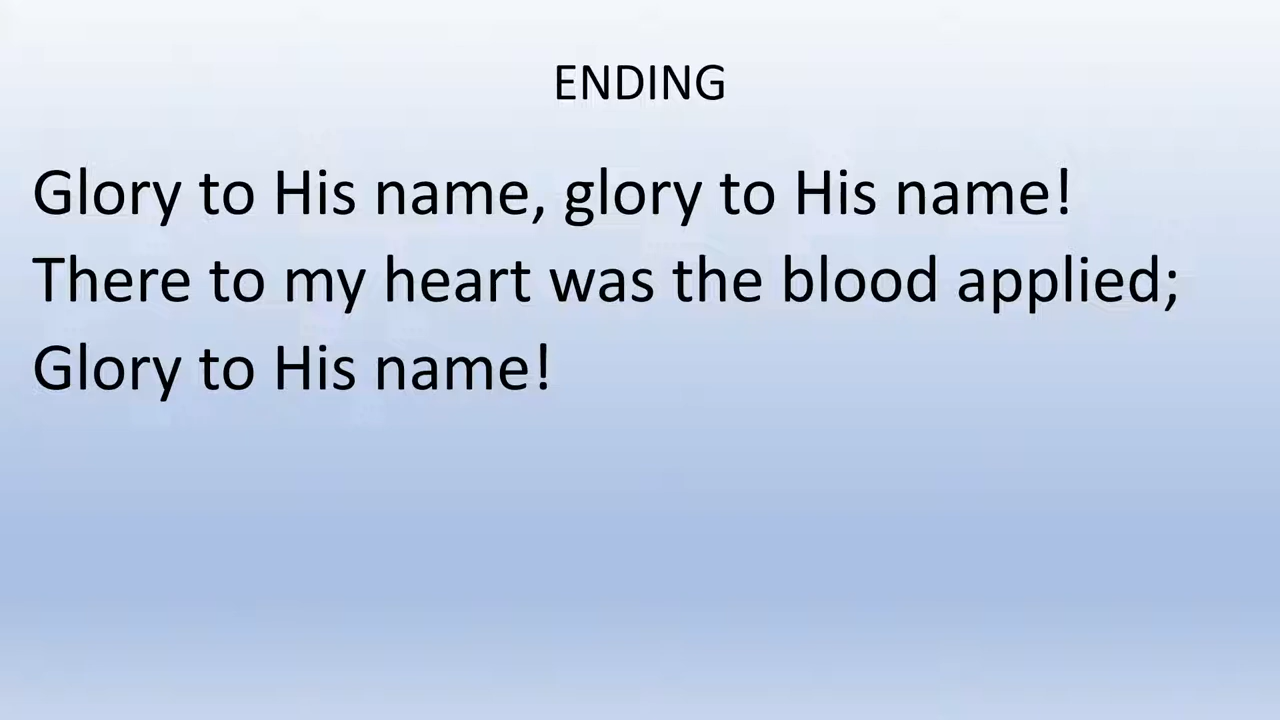 ENDING
Glory to His name, glory to His name!
There to my heart was the blood applied;
Glory to His name!